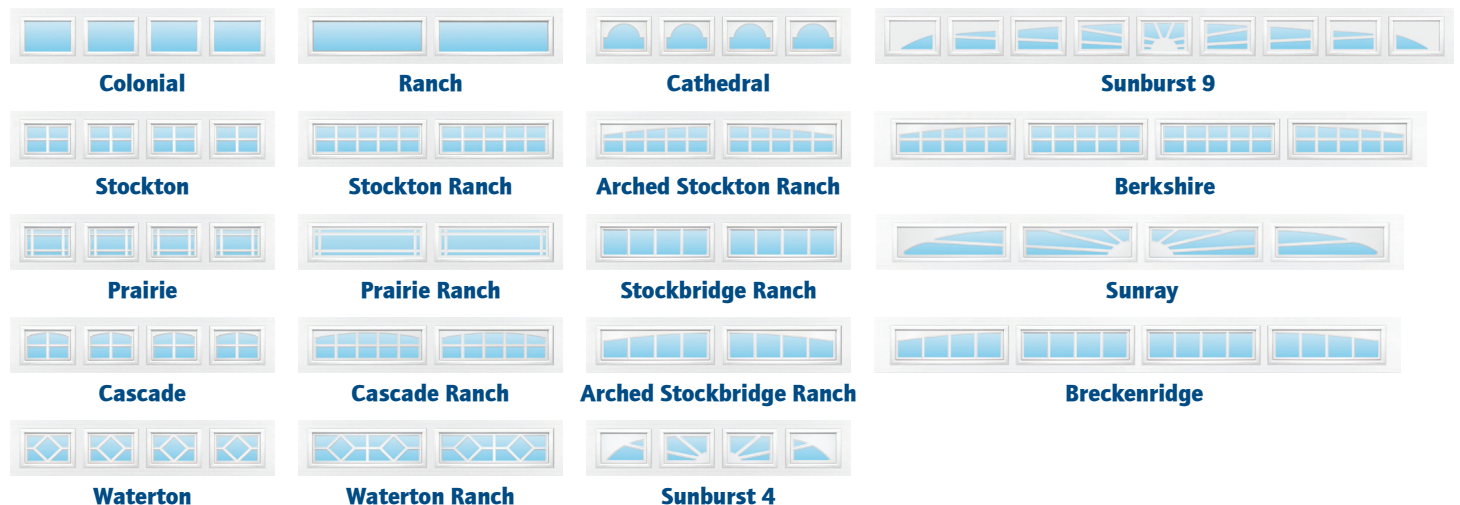 Colonial
Ranch
Cathedral
Sunburst 9
Stockton
Stockton Ranch
Arched Stockton Ranch
Berkshire
Prairie
Prairie Ranch
Stockbridge Ranch
Sunray
Cascade
Cascade Ranch
Arched Stockbridge Ranch
Breckenridge
Waterton
Waterton Ranch
Sunburst 4